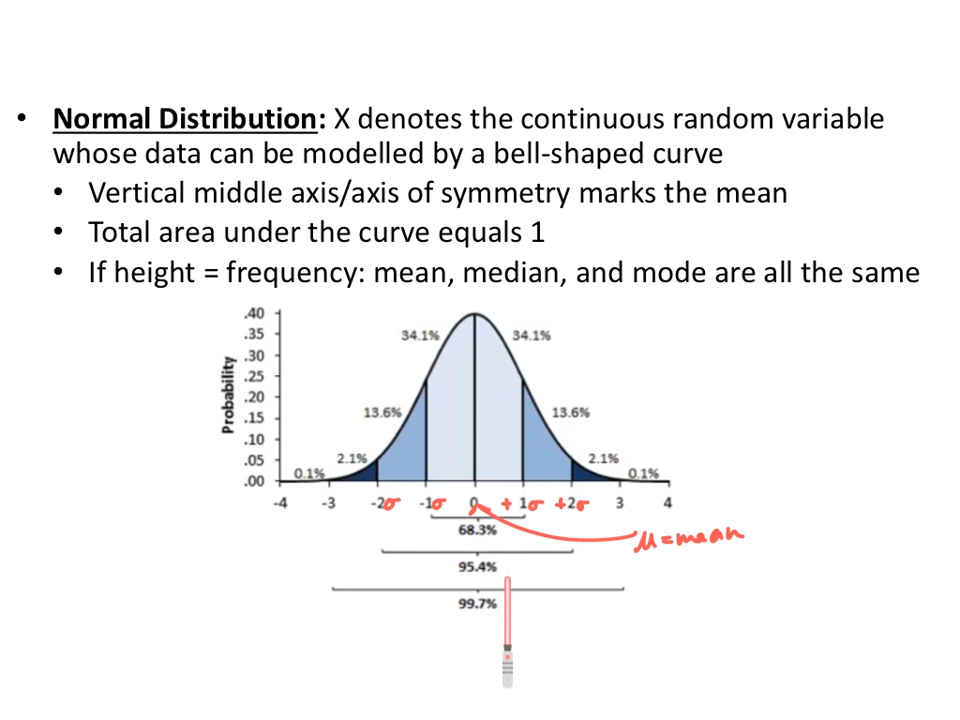 • Normal Distribution: X denotes the continuous random variable
whose data can be modelled by a bell-shaped curve
• Vertical middle axis/axis of symmetry marks the mean
• Total area under the curve equals 1
• If height = frequency: mean, median, and mode are all the same
Probability
.40
.35
.30
.25
.20
.15
.10
.05
.00
34.1% 34.1%
13.6% 13.6%
2.1% 2.1%
0.1% 0.1%
-4 -3 -2σ -1σ 0 +1σ +2σ 3 4
68.3%
μ=mean
95.4%
99.7%